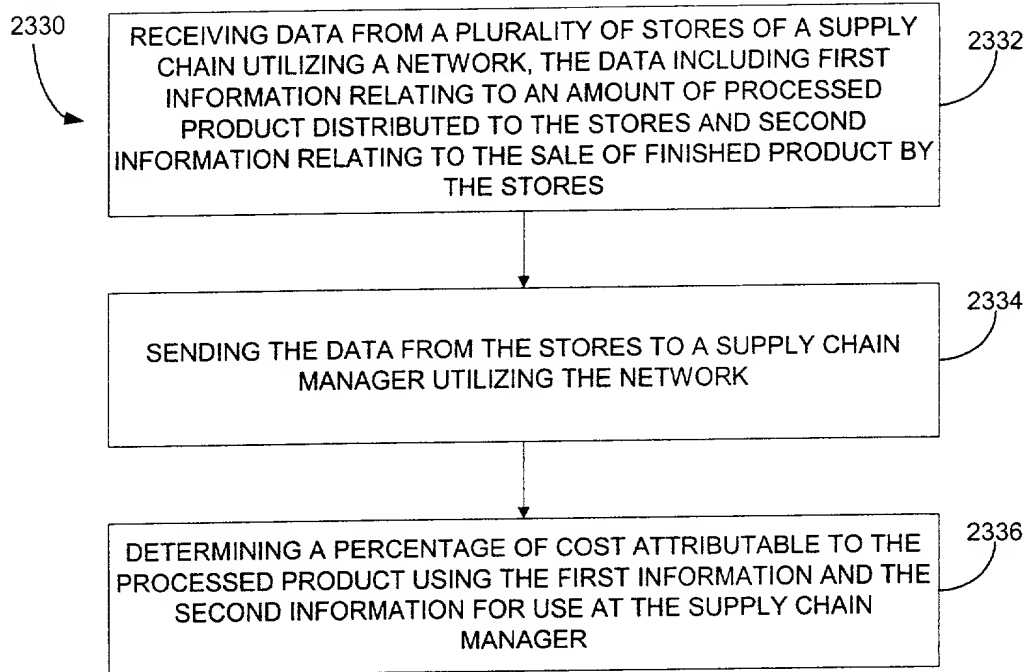 2330
RECEIVING DATA FROM A PLURALITY OF STORES OF A SUPPLY
CHAIN UTILIZING A NETWORK, THE DATA INCLUDING FIRST
INFORMATION RELATING TO AN AMOUNT OF PROCESSED
PRODUCT DISTRIBUTED TO THE STORES AND SECOND
INFORMATION RELATING TO THE SALE OF FINISHED PRODUCT BY
THE STORES
2332
SENDING THE DATA FROM THE STORES TO A SUPPLY CHAIN
MANAGER UTILIZING THE NETWORK
2334
DETERMINING A PERCENTAGE OF COST ATTRIBUTABLE TO THE
PROCESSED PRODUCT USING THE FIRST INFORMATION AND THE
SECOND INFORMATION FOR USE AT THE SUPPLY CHAIN
MANAGER
2336